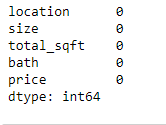 location 0
size 0
total_sqft 0
bath 0
price 0
dtype: int64